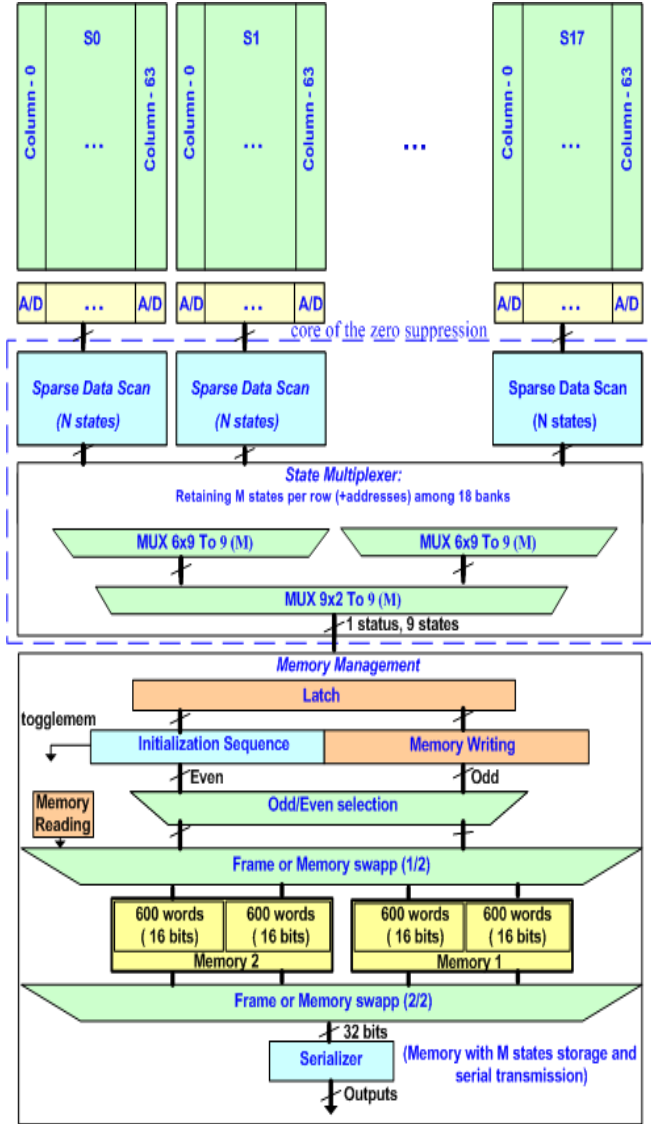 S0 S1 S17
Column - 0 Column - 63 Column - 0 Column - 63 Column - 0 Column - 63
... ... ... ...
A/D ... A/D A/D ... A/D A/D ... A/D
core of the zero suppression
Sparse Data Scan Sparse Data Scan Sparse Data Scan
(N states) (N states) (N states)
State Multiplexer:
Retaining M states per row (+addresses) among 18 banks
MUX 6x9 To 9 (M) MUX 6x9 To 9 (M)
MUX 9x2 To 9 (M)
1 status, 9 states
Memory Management
Latch
togglemem
Initialization Sequence Memory Writing
Even Odd
Memory
Reading
Odd/Even selection
Frame or Memory swapp (1/2)
600 words 600 words 600 words 600 words
( 16 bits) ( 16 bits) ( 16 bits) ( 16 bits)
Memory 2 Memory 1
Frame or Memory swapp (2/2)
32 bits
Serializer
(Memory with M states storage and
serial transmission)
Outputs